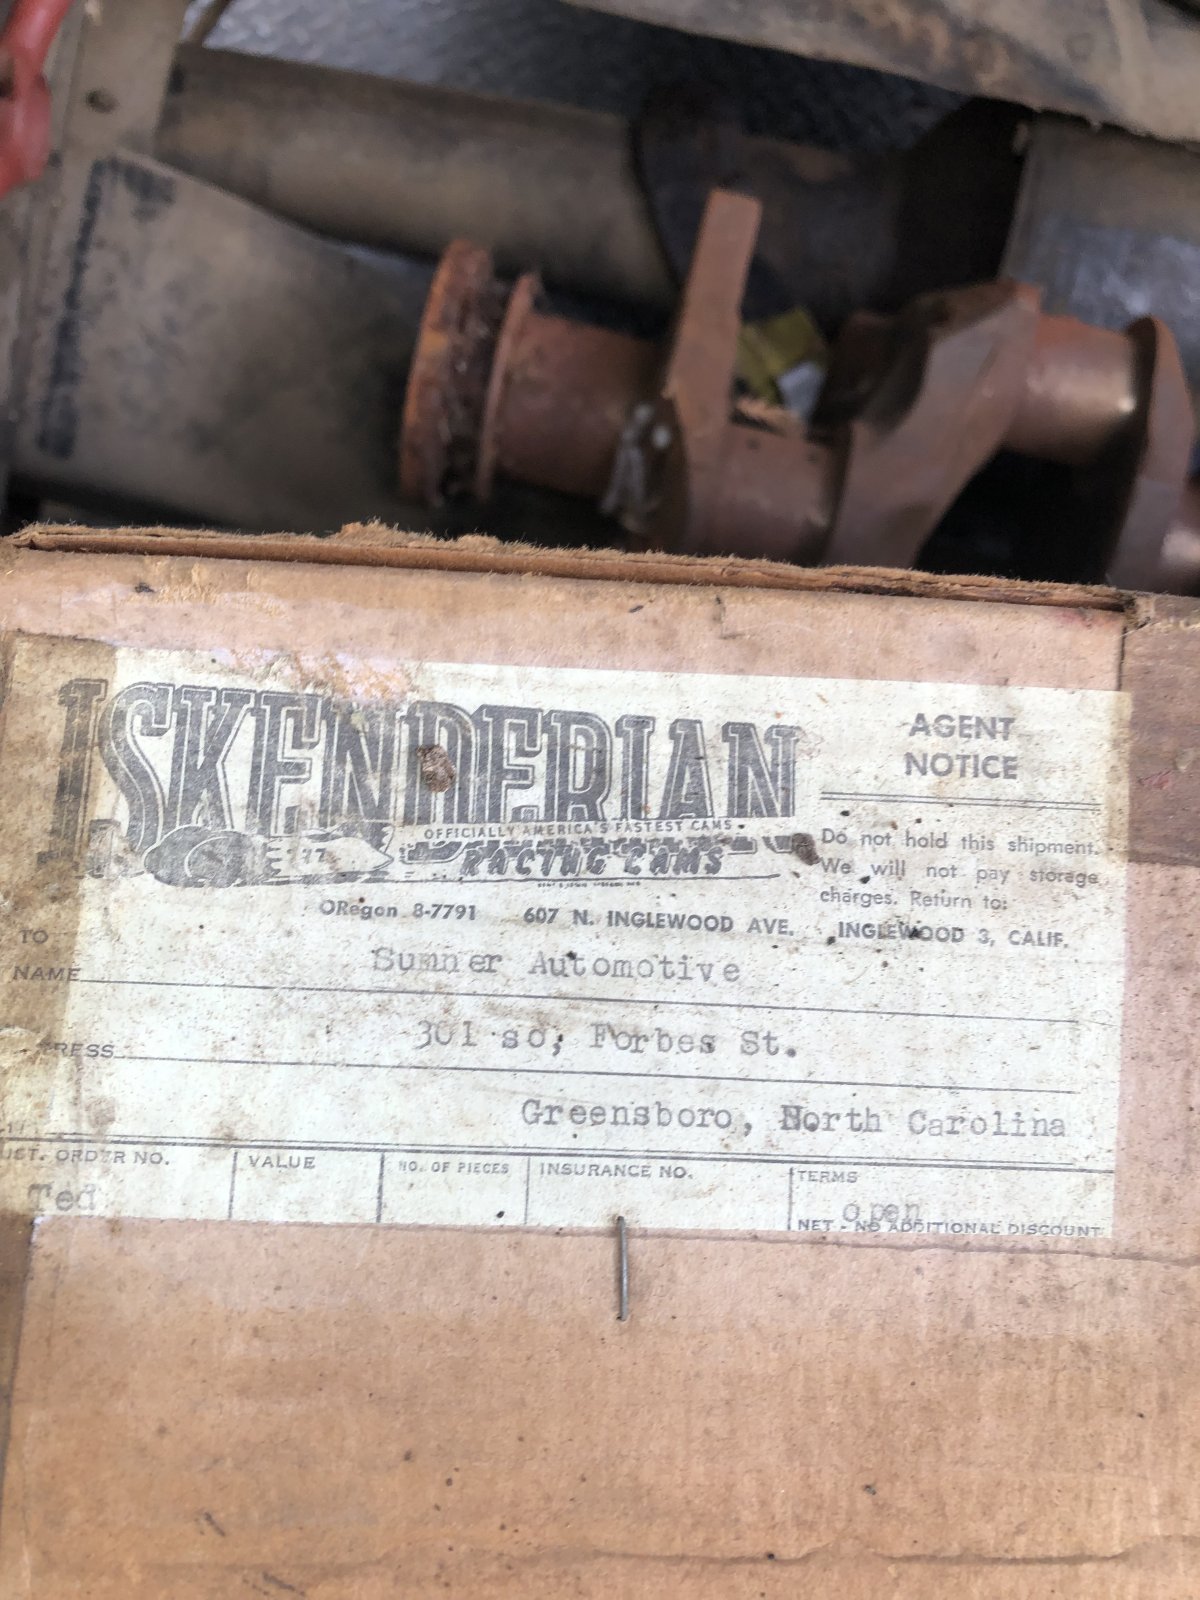 ISKENDERIAN
OFFICIALLY AMERICA'S FASTEST CAMS
RACING CAMS
AGENT
NOTICE
Do not hold this shipment.
We will not pay storage
charges. Return to:
ORegon 8-7791 607 N. INGLEWOOD AVE. INGLEWOOD 3, CALIF.
TO
NAME Sumner Automotive
RESS 301 so; Forbes St.
Greensboro, North Carolina
UST. ORDER NO. VALUE NO. OF PIECES INSURANCE NO. TERMS
Ted open
NET - NO ADDITIONAL DISCOUNT